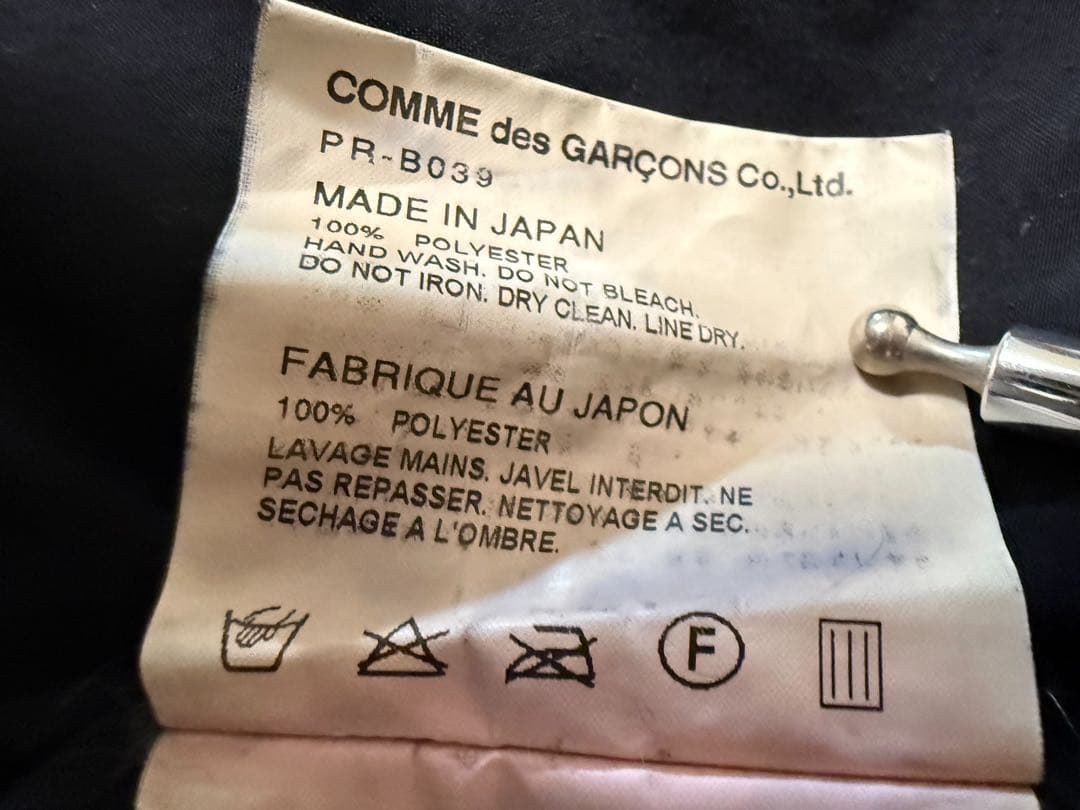 COMME des GARÇONS Co.,Ltd.
PR-B039
MADE IN JAPAN
100% POLYESTER
HAND WASH. DO NOT BLEACH.
DO NOT IRON. DRY CLEAN. LINE DRY.
FABRIQUE AU JAPON
100% POLYESTER
LAVAGE MAINS. JAVEL INTERDIT. NE
PAS REPASSER. NETTOYAGE A SEC.
SECHAGE A L'OMBRE.
F